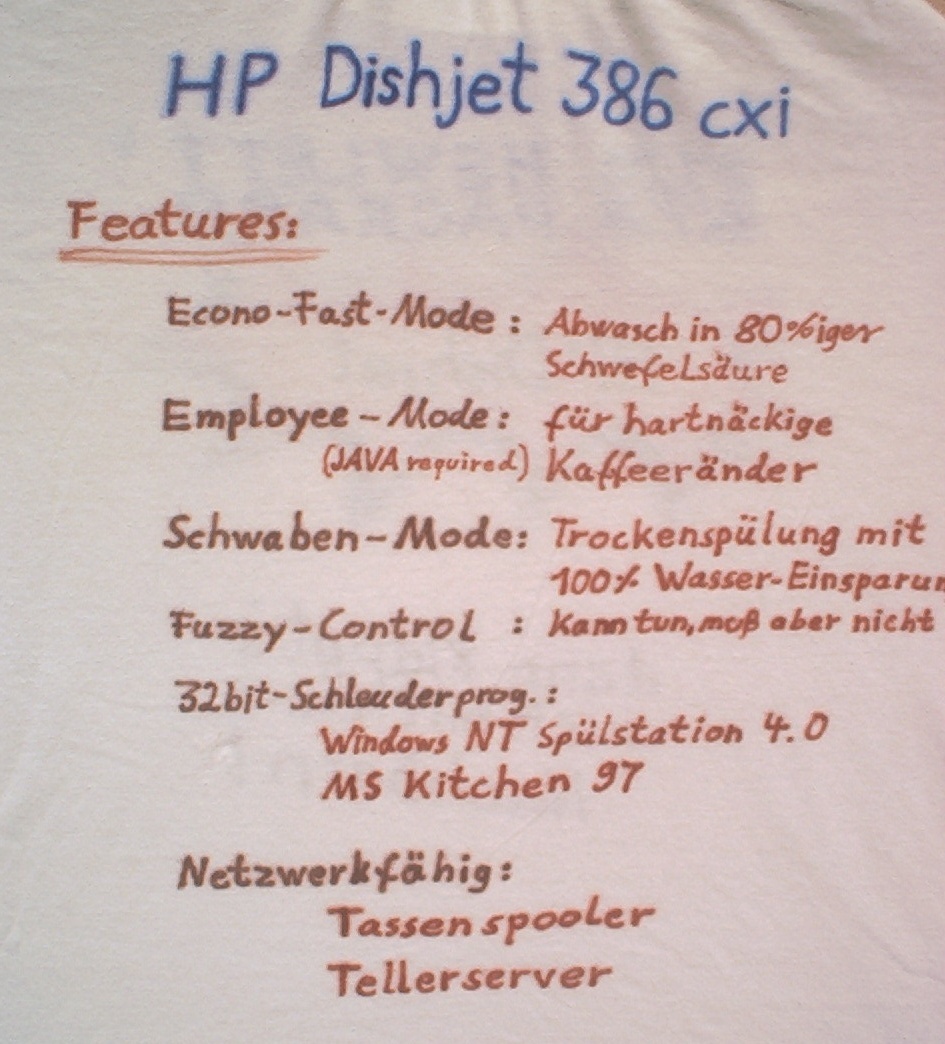 HP Dishjet 386 cxi
Features:
Econo-Fast-Mode : Abwasch in 80%iger
Schwefelsäure
Employee-Mode: für hartnäckige
(JAVA required) Kaffeeränder
Schwaben-Mode: Trockenspülung mit
100% Wasser-Einsparun
Fuzzy-Control : Kann tun, muß aber nicht
32bit-Schleuderprog.:
Windows NT Spülstation 4.0
MS Kitchen 97
Netzwerkfähig:
Tassenspooler
Tellerserver